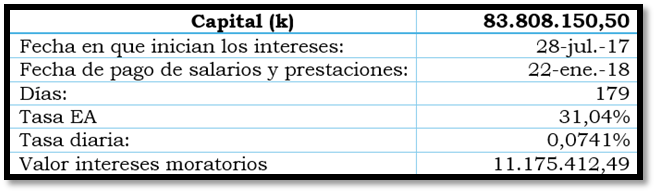 Capital (k) 83.808.150,50
Fecha en que inician los intereses: 28-jul.-17
Fecha de pago de salarios y prestaciones: 22-ene.-18
Días: 179
Tasa EA 31,04%
Tasa diaria: 0,0741%
Valor intereses moratorios 11.175.412,49